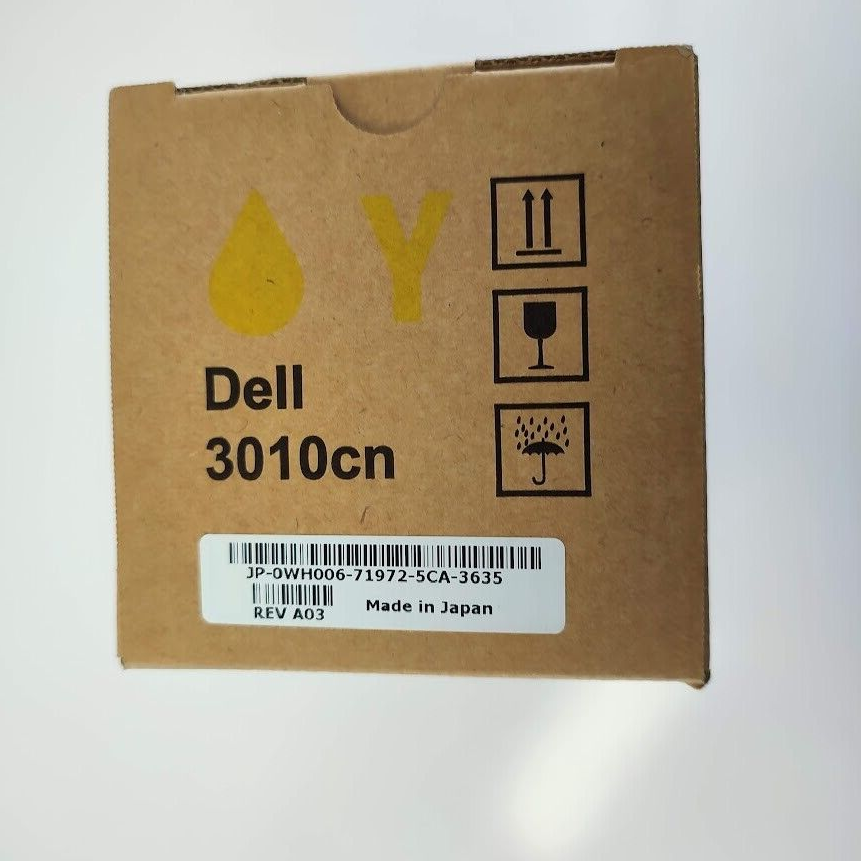 Y
Dell
3010cn
JP-0WH006-71972-5CA-3635
REV A03 Made in Japan